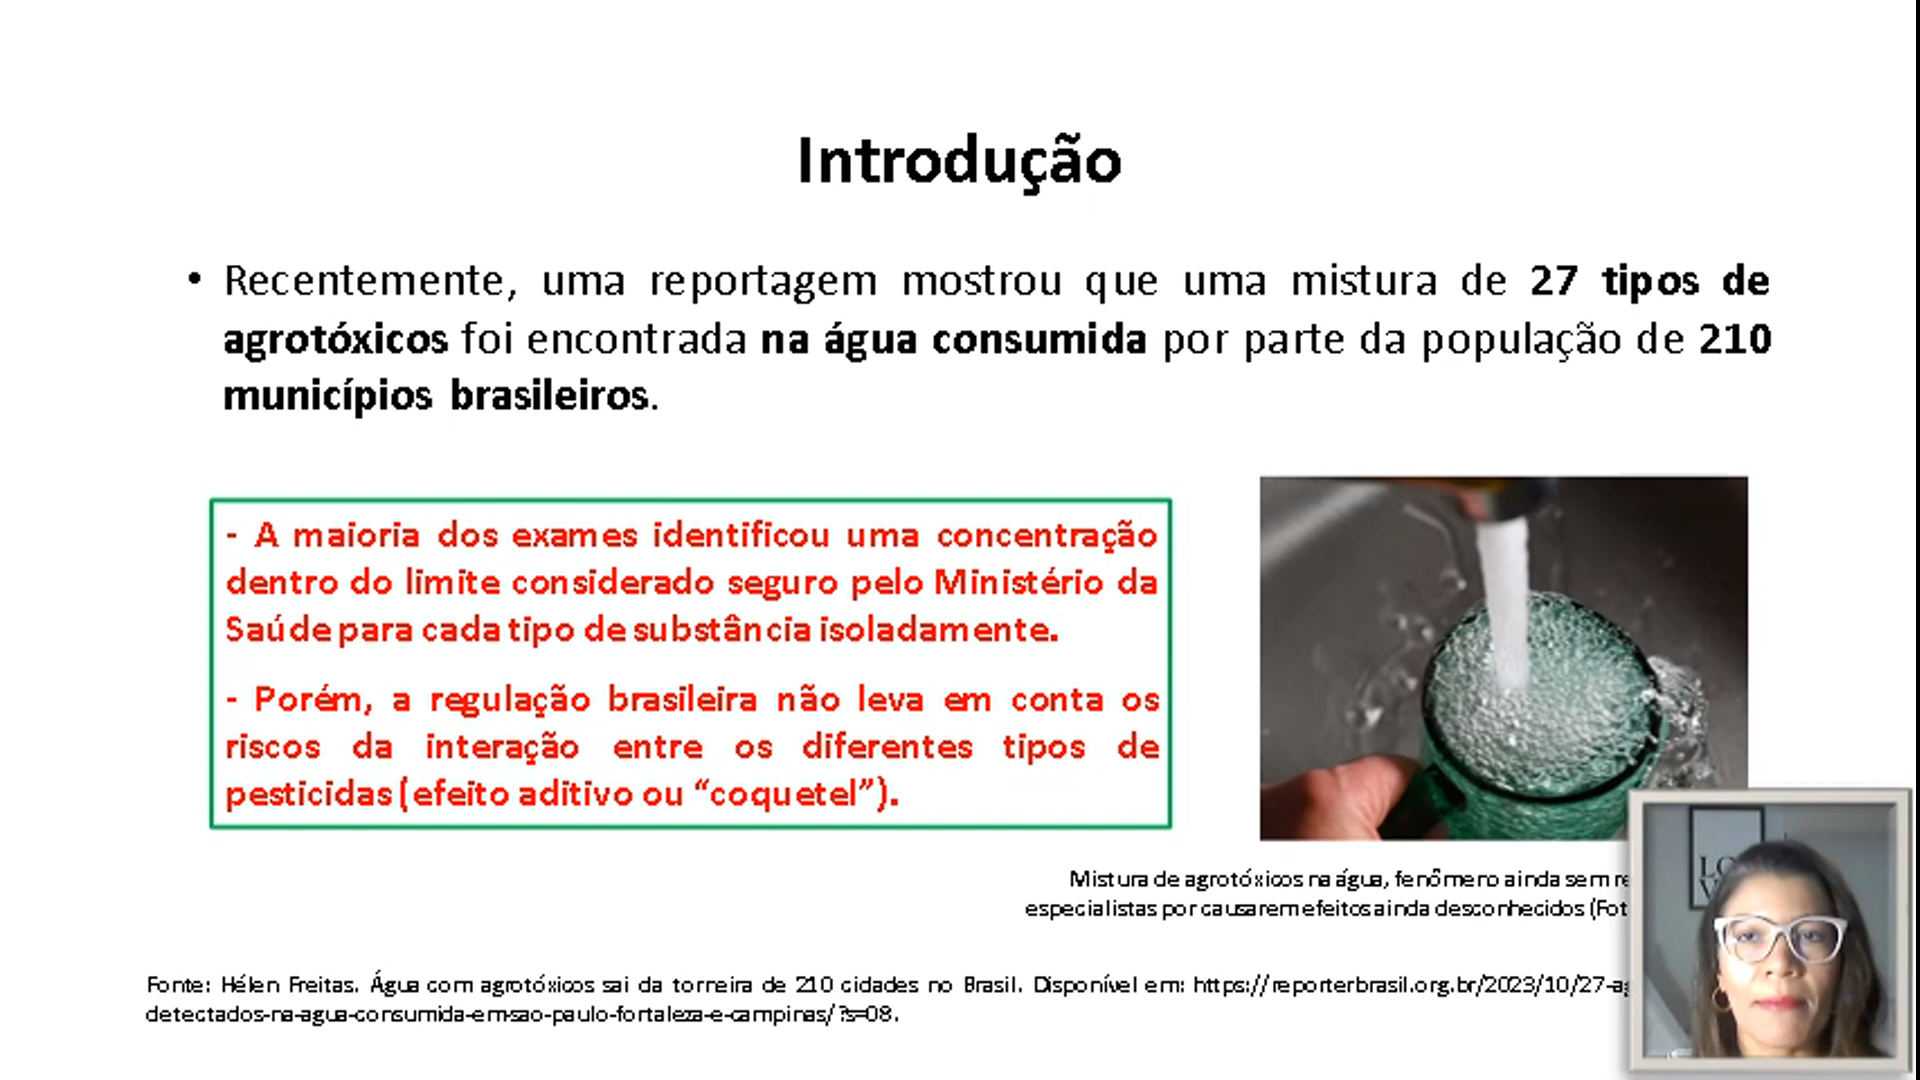 Introdução
• Recentemente, uma reportagem mostrou que uma mistura de 27 tipos de
agrotóxicos foi encontrada na água consumida por parte da população de 210
municípios brasileiros.
- A maioria dos exames identificou uma concentração
dentro do limite considerado seguro pelo Ministério da
Saúde para cada tipo de substância isoladamente.
- Porém, a regulação brasileira não leva em conta os
riscos da interação entre os diferentes tipos de
pesticidas (efeito aditivo ou “coquetel”).
Mistura de agrotóxicos na água, fenômeno ainda sem
especialistas por causarem efeitos ainda desconhecidos
Fonte: Hélen Freitas. Água com agrotóxicos sai da torneira de 210 cidades no Brasil. Disponível em: https://reporterbrasil.org.br/2023/10/27-ag
detectados-na-agua-consumida-em-sao-paulo-fortaleza-e-campinas/?s=08.